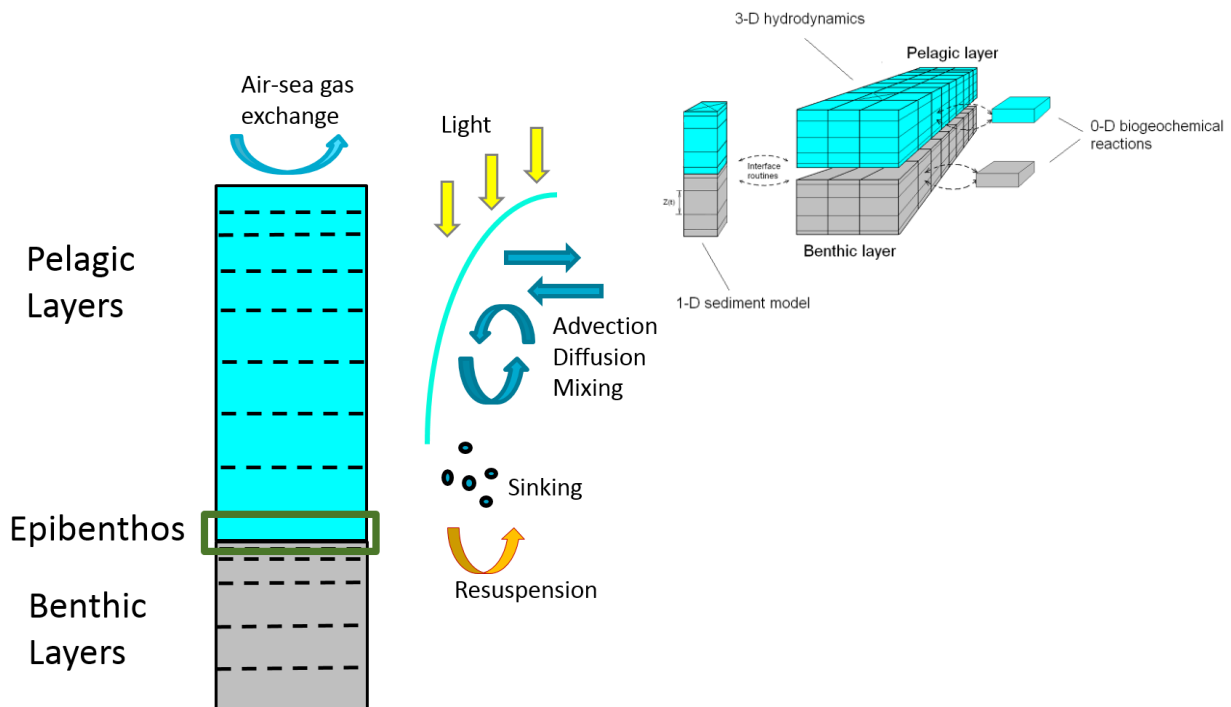 Air-sea gas
exchange
Light
Pelagic
Layers
Advection
Diffusion
Mixing
Sinking
Epibenthos
Resuspension
Benthic
Layers
3-D hydrodynamics
Pelagic layer
0-D biogeochemical
reactions
Interface
routines
Z(t)
Benthic layer
1-D sediment model